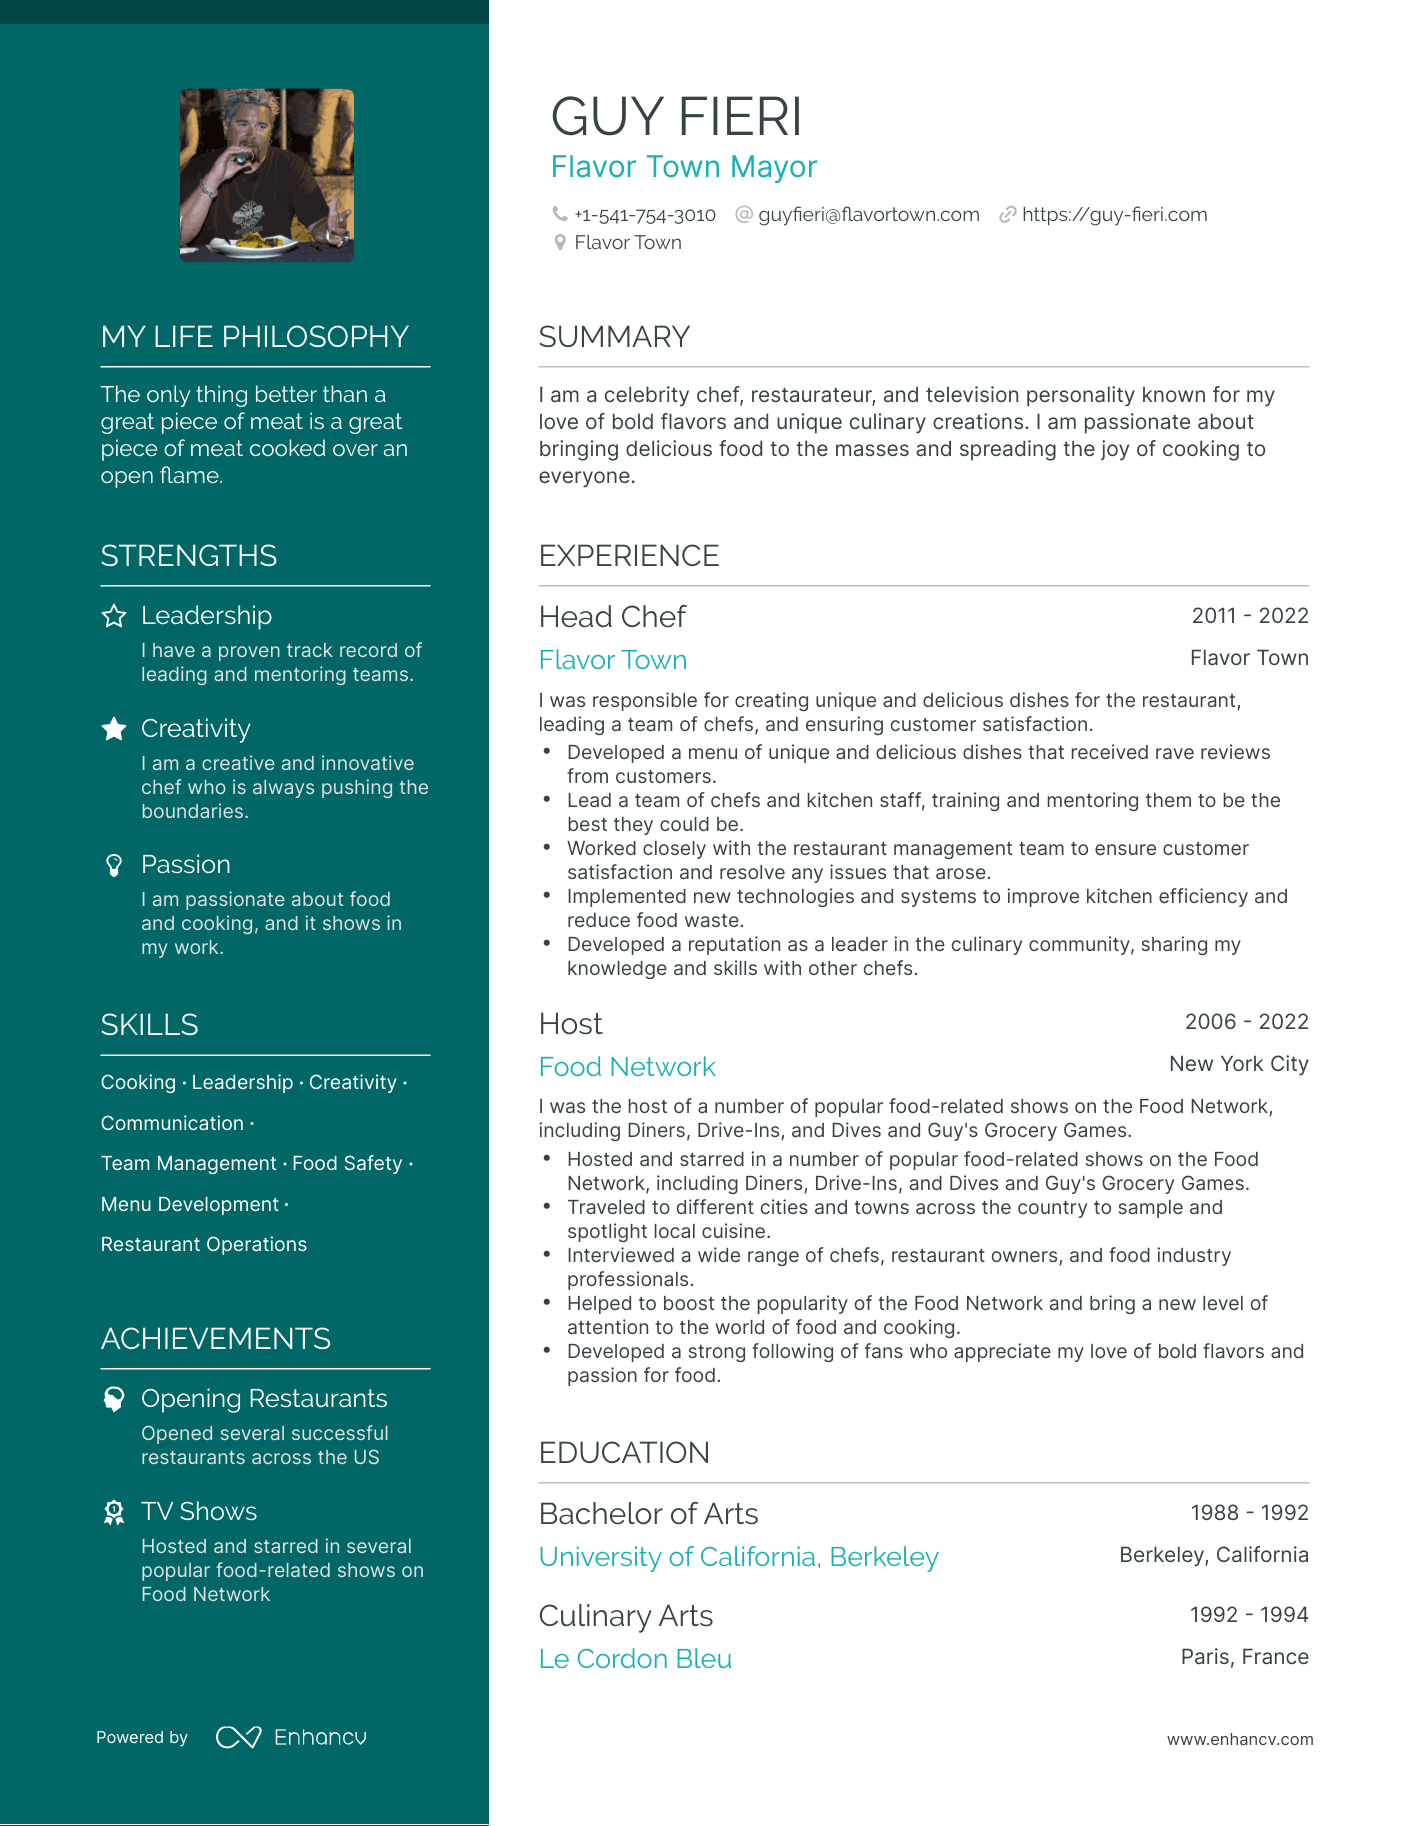 GUY FIERI
Flavor Town Mayor
+1-541-754-3010 guyfieri@flavortown.com https://guy-fieri.com
Flavor Town
MY LIFE PHILOSOPHY
The only thing better than a
great piece of meat is a great
piece of meat cooked over an
open flame.
STRENGTHS
Leadership
I have a proven track record of
leading and mentoring teams.
Creativity
I am a creative and innovative
chef who is always pushing the
boundaries.
Passion
I am passionate about food
and cooking, and it shows in
my work.
SKILLS
Cooking · Leadership · Creativity ·
Communication ·
Team Management · Food Safety ·
Menu Development ·
Restaurant Operations
ACHIEVEMENTS
Opening Restaurants
Opened several successful
restaurants across the US
TV Shows
Hosted and starred in several
popular food-related shows on
Food Network
SUMMARY
I am a celebrity chef, restaurateur, and television personality known for my
love of bold flavors and unique culinary creations. I am passionate about
bringing delicious food to the masses and spreading the joy of cooking to
everyone.
EXPERIENCE
Head Chef 2011 - 2022
Flavor Town Flavor Town
I was responsible for creating unique and delicious dishes for the restaurant,
leading a team of chefs, and ensuring customer satisfaction.
• Developed a menu of unique and delicious dishes that received rave reviews
from customers.
• Lead a team of chefs and kitchen staff, training and mentoring them to be the
best they could be.
• Worked closely with the restaurant management team to ensure customer
satisfaction and resolve any issues that arose.
• Implemented new technologies and systems to improve kitchen efficiency and
reduce food waste.
• Developed a reputation as a leader in the culinary community, sharing my
knowledge and skills with other chefs.
Host 2006 - 2022
Food Network New York City
I was the host of a number of popular food-related shows on the Food Network,
including Diners, Drive-Ins, and Dives and Guy's Grocery Games.
• Hosted and starred in a number of popular food-related shows on the Food
Network, including Diners, Drive-Ins, and Dives and Guy's Grocery Games.
• Traveled to different cities and towns across the country to sample and
spotlight local cuisine.
• Interviewed a wide range of chefs, restaurant owners, and food industry
professionals.
• Helped to boost the popularity of the Food Network and bring a new level of
attention to the world of food and cooking.
• Developed a strong following of fans who appreciate my love of bold flavors and
passion for food.
EDUCATION
Bachelor of Arts 1988 - 1992
University of California, Berkeley Berkeley, California
Culinary Arts 1992 - 1994
Le Cordon Bleu Paris, France
Powered by Enhancv
www.enhancv.com